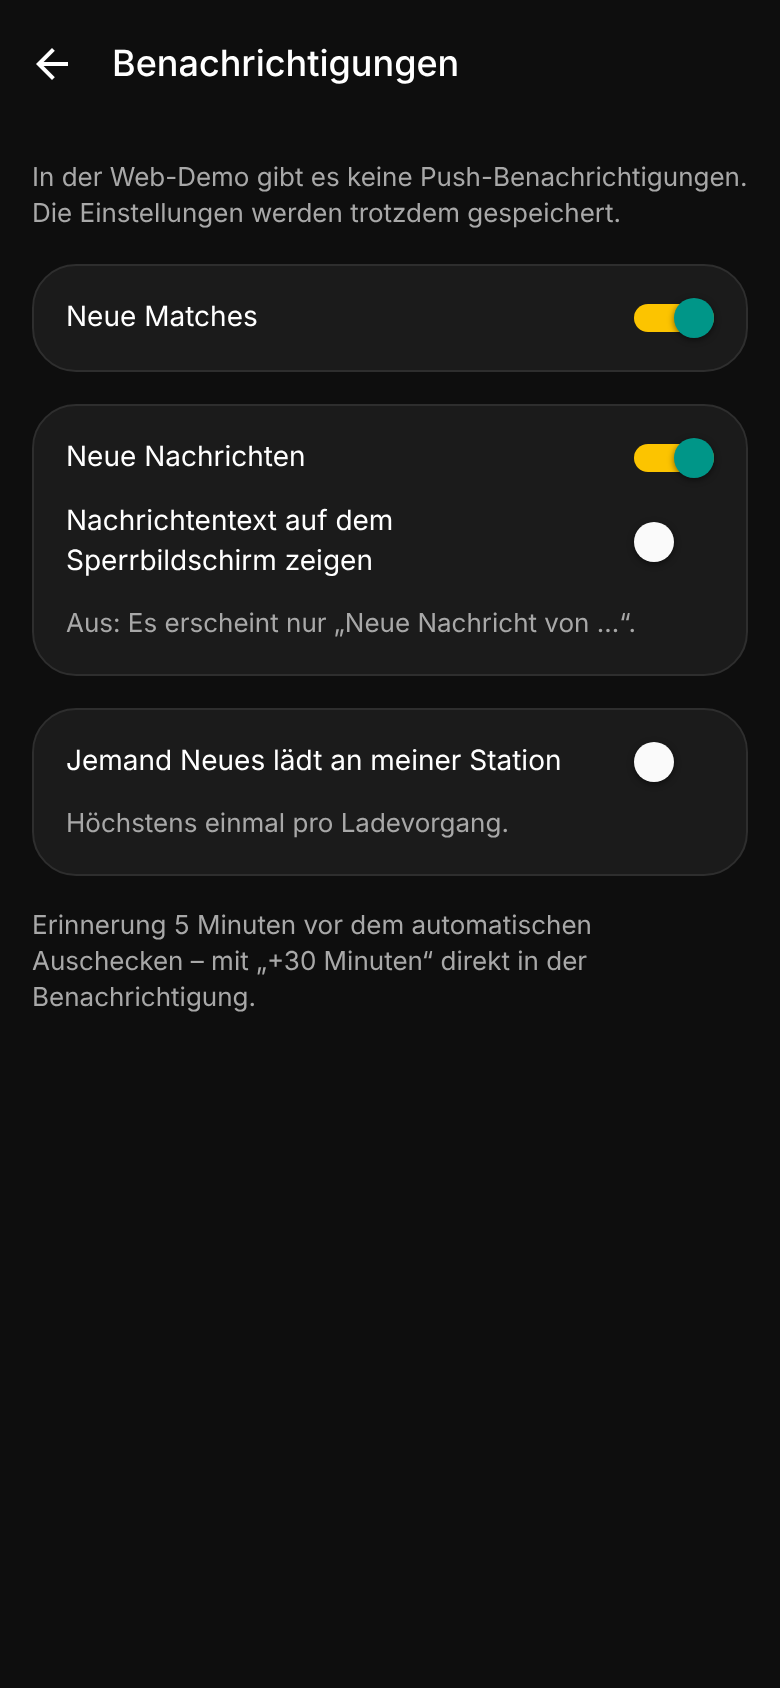 Benachrichtigungen
In der Web-Demo gibt es keine Push-Benachrichtigungen.
Die Einstellungen werden trotzdem gespeichert.
Neue Matches
Neue Nachrichten
Nachrichtentext auf dem
Sperrbildschirm zeigen
Aus: Es erscheint nur „Neue Nachricht von …“.
Jemand Neues lädt an meiner Station
Höchstens einmal pro Ladevorgang.
Erinnerung 5 Minuten vor dem automatischen
Auschecken – mit „+30 Minuten“ direkt in der
Benachrichtigung.